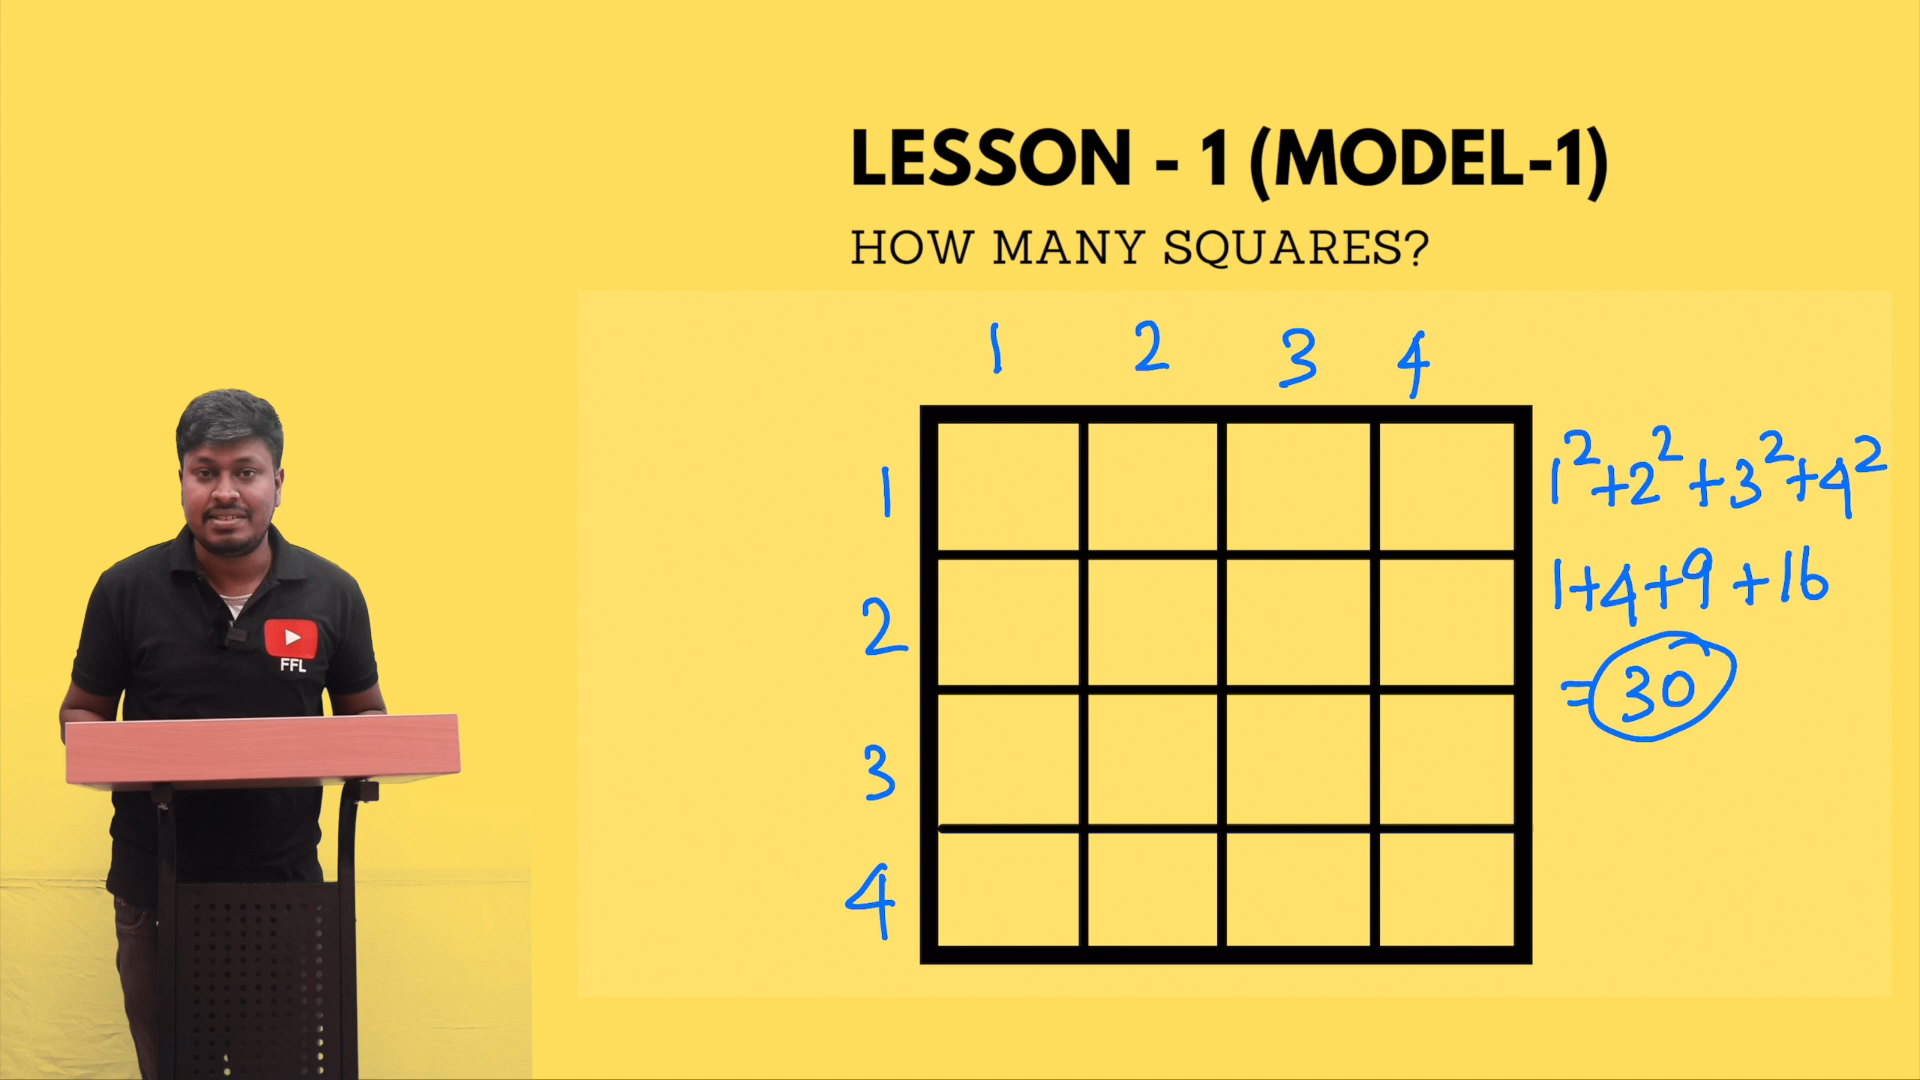 LESSON - 1 (MODEL-1)
HOW MANY SQUARES?
1 2 3 4
1
2
3
4
1² + 2² + 3² + 4²
1 + 4 + 9 + 16
= 30
FFL